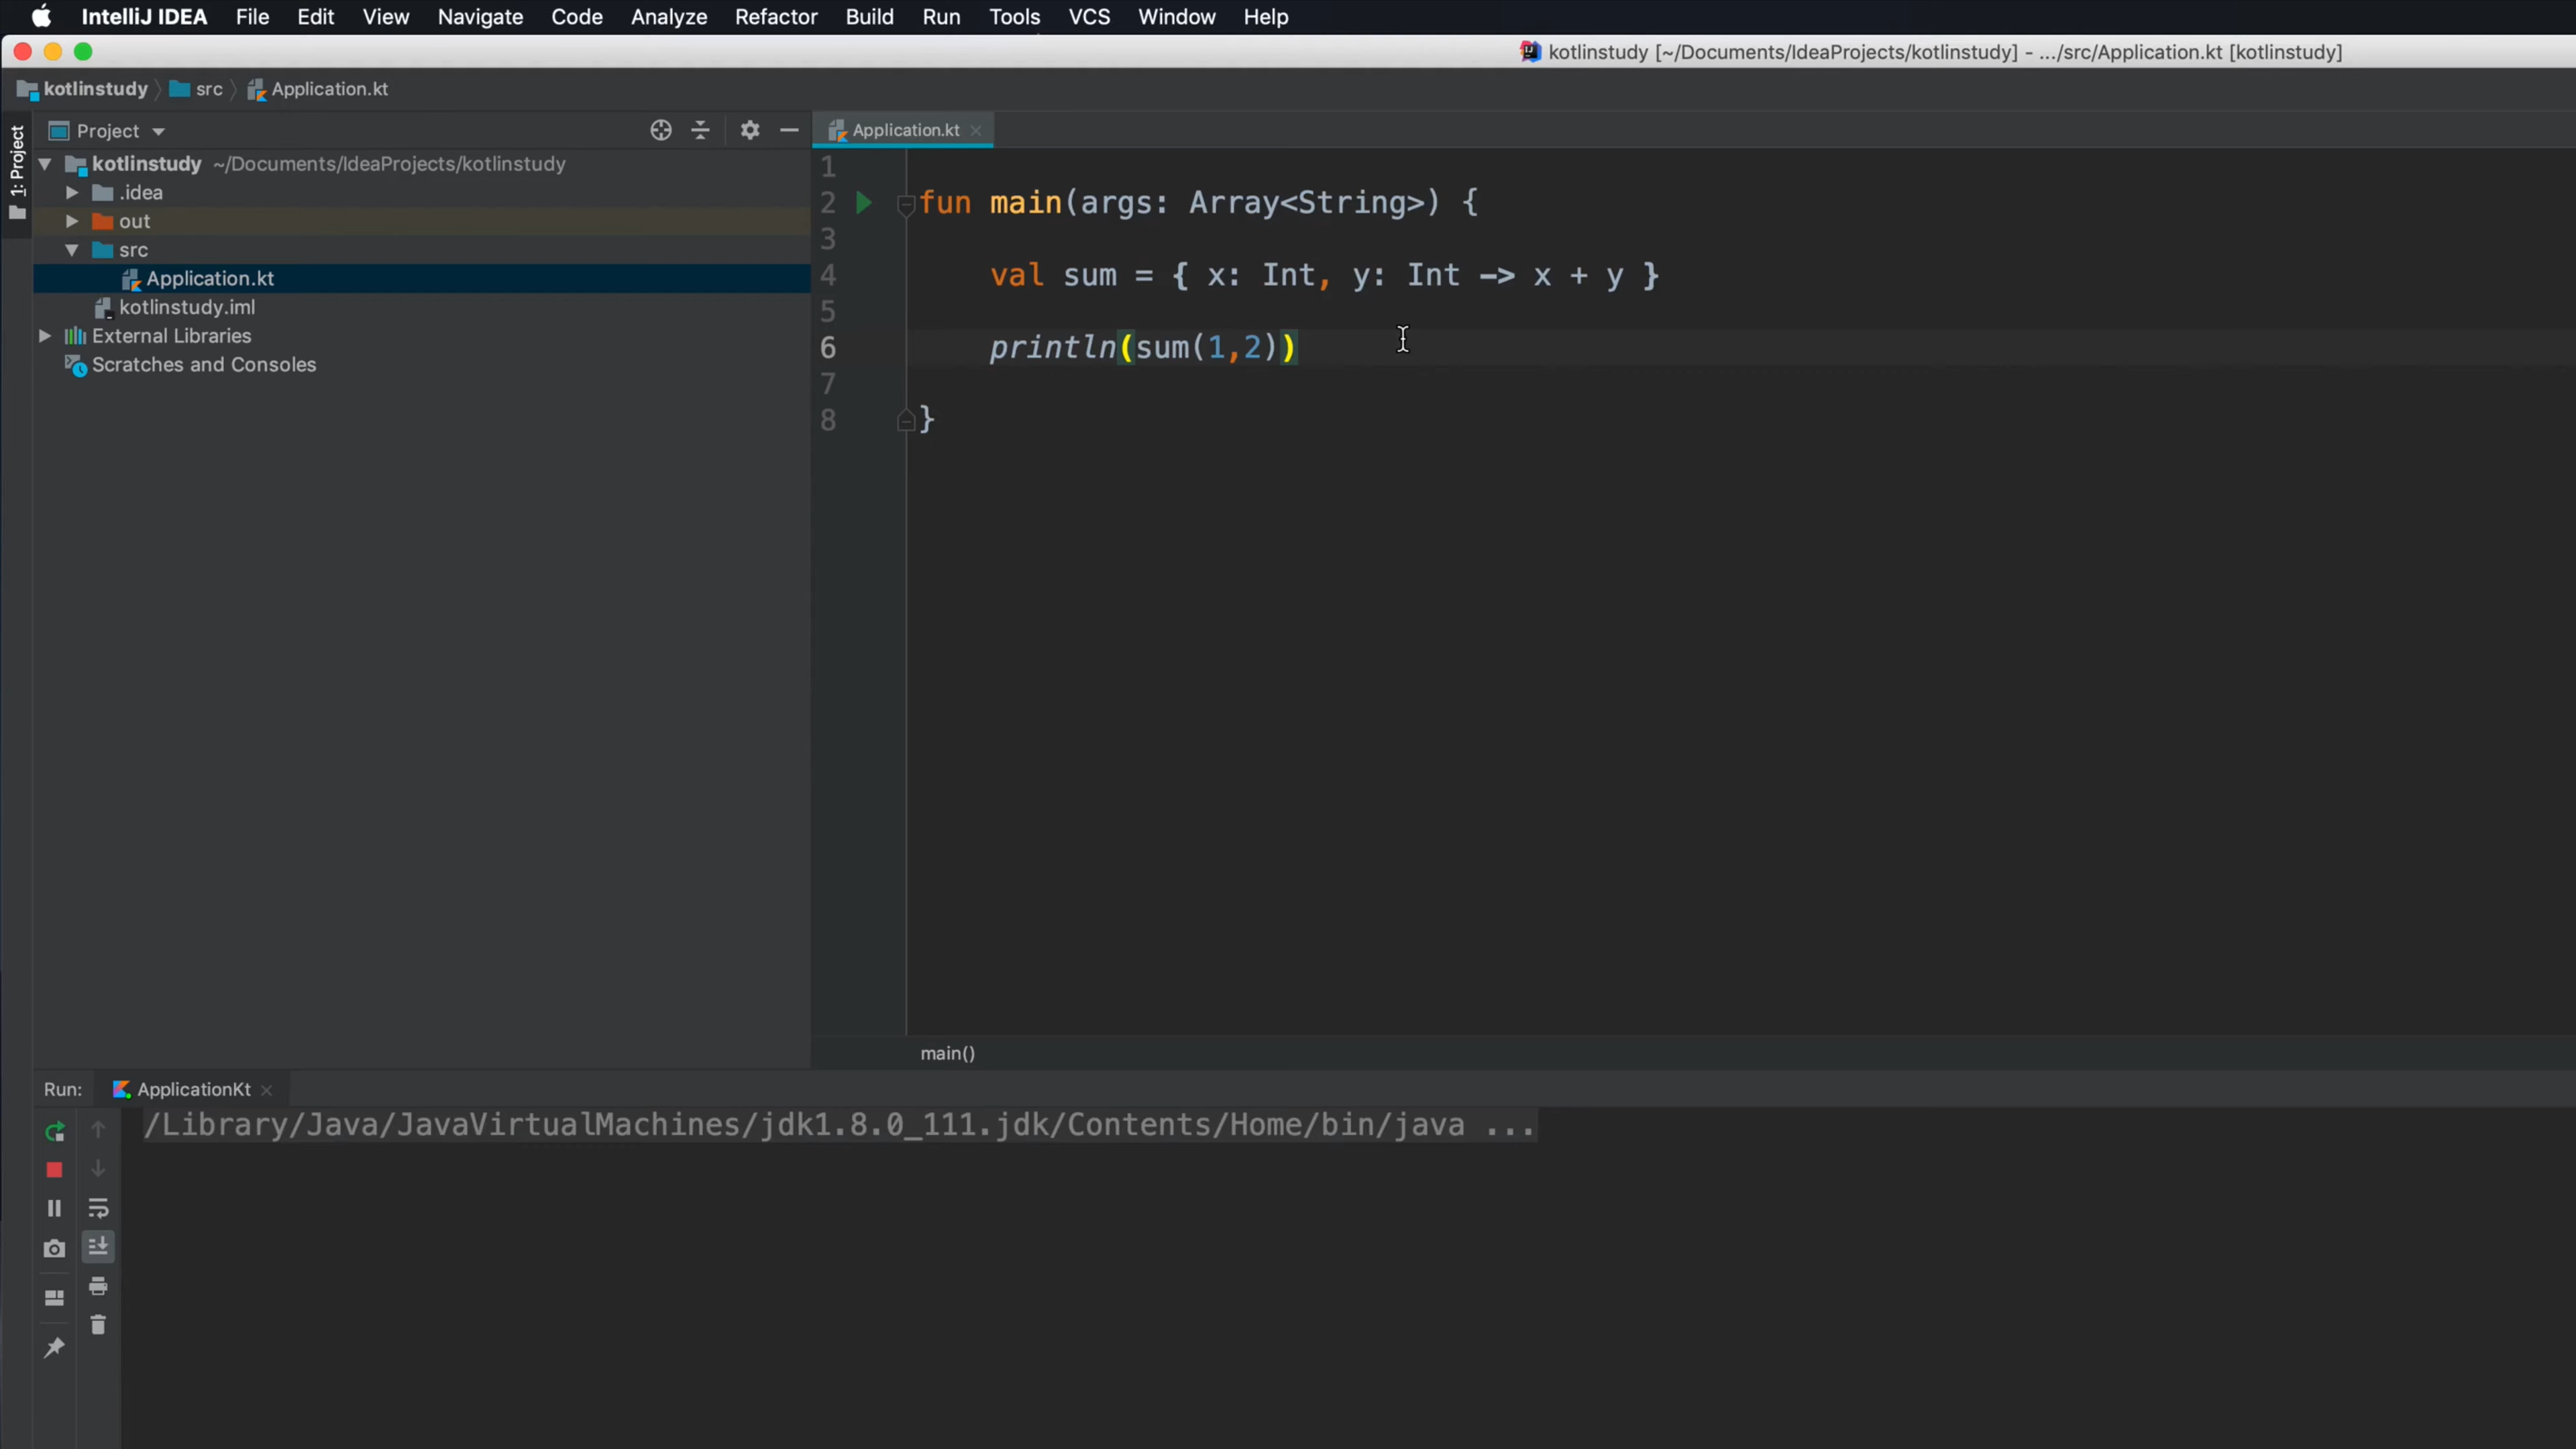 IntelliJ IDEA File Edit View Navigate Code Analyze Refactor Build Run Tools VCS Window Help
kotlinstudy [~/Documents/IdeaProjects/kotlinstudy] - .../src/Application.kt [kotlinstudy]
kotlinstudy src Application.kt
1: Project
Project
kotlinstudy ~/Documents/IdeaProjects/kotlinstudy
.idea
out
src
Application.kt
kotlinstudy.iml
External Libraries
Scratches and Consoles
Application.kt
1
2 fun main(args: Array<String>) {
3
4 val sum = { x: Int, y: Int -> x + y }
5
6 println(sum(1,2))
7
8 }
main()
Run: ApplicationKt
/Library/Java/JavaVirtualMachines/jdk1.8.0_111.jdk/Contents/Home/bin/java ...